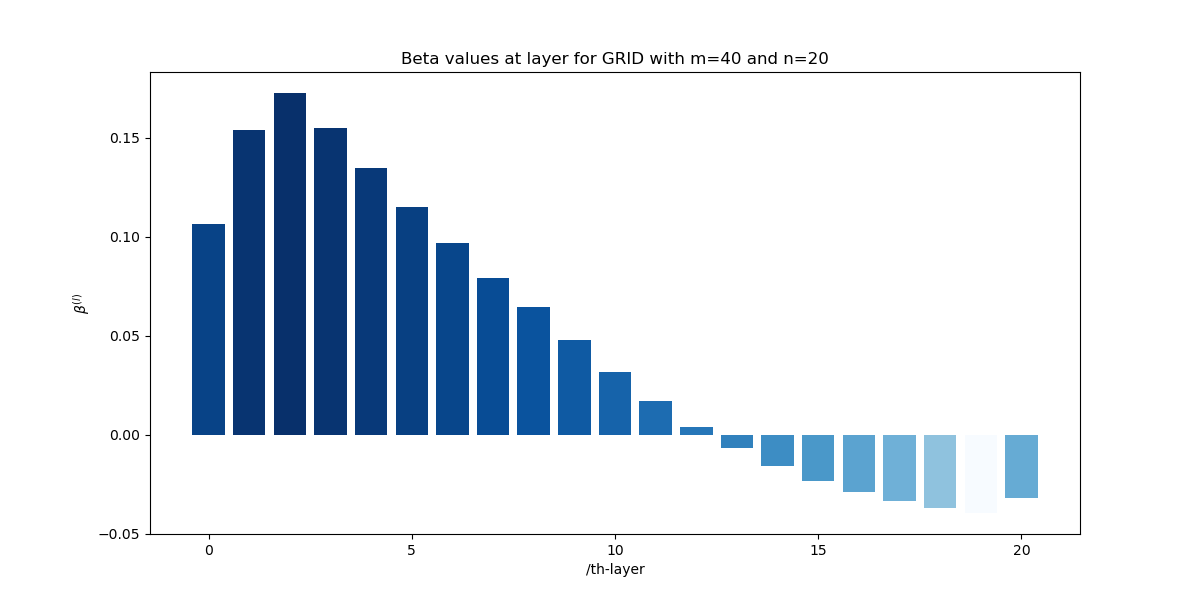 Beta values at layer for GRID with m=40 and n=20
0.15
0.10
0.05
0.00
−0.05
β^(l)
0 5 10 15 20
/th-layer